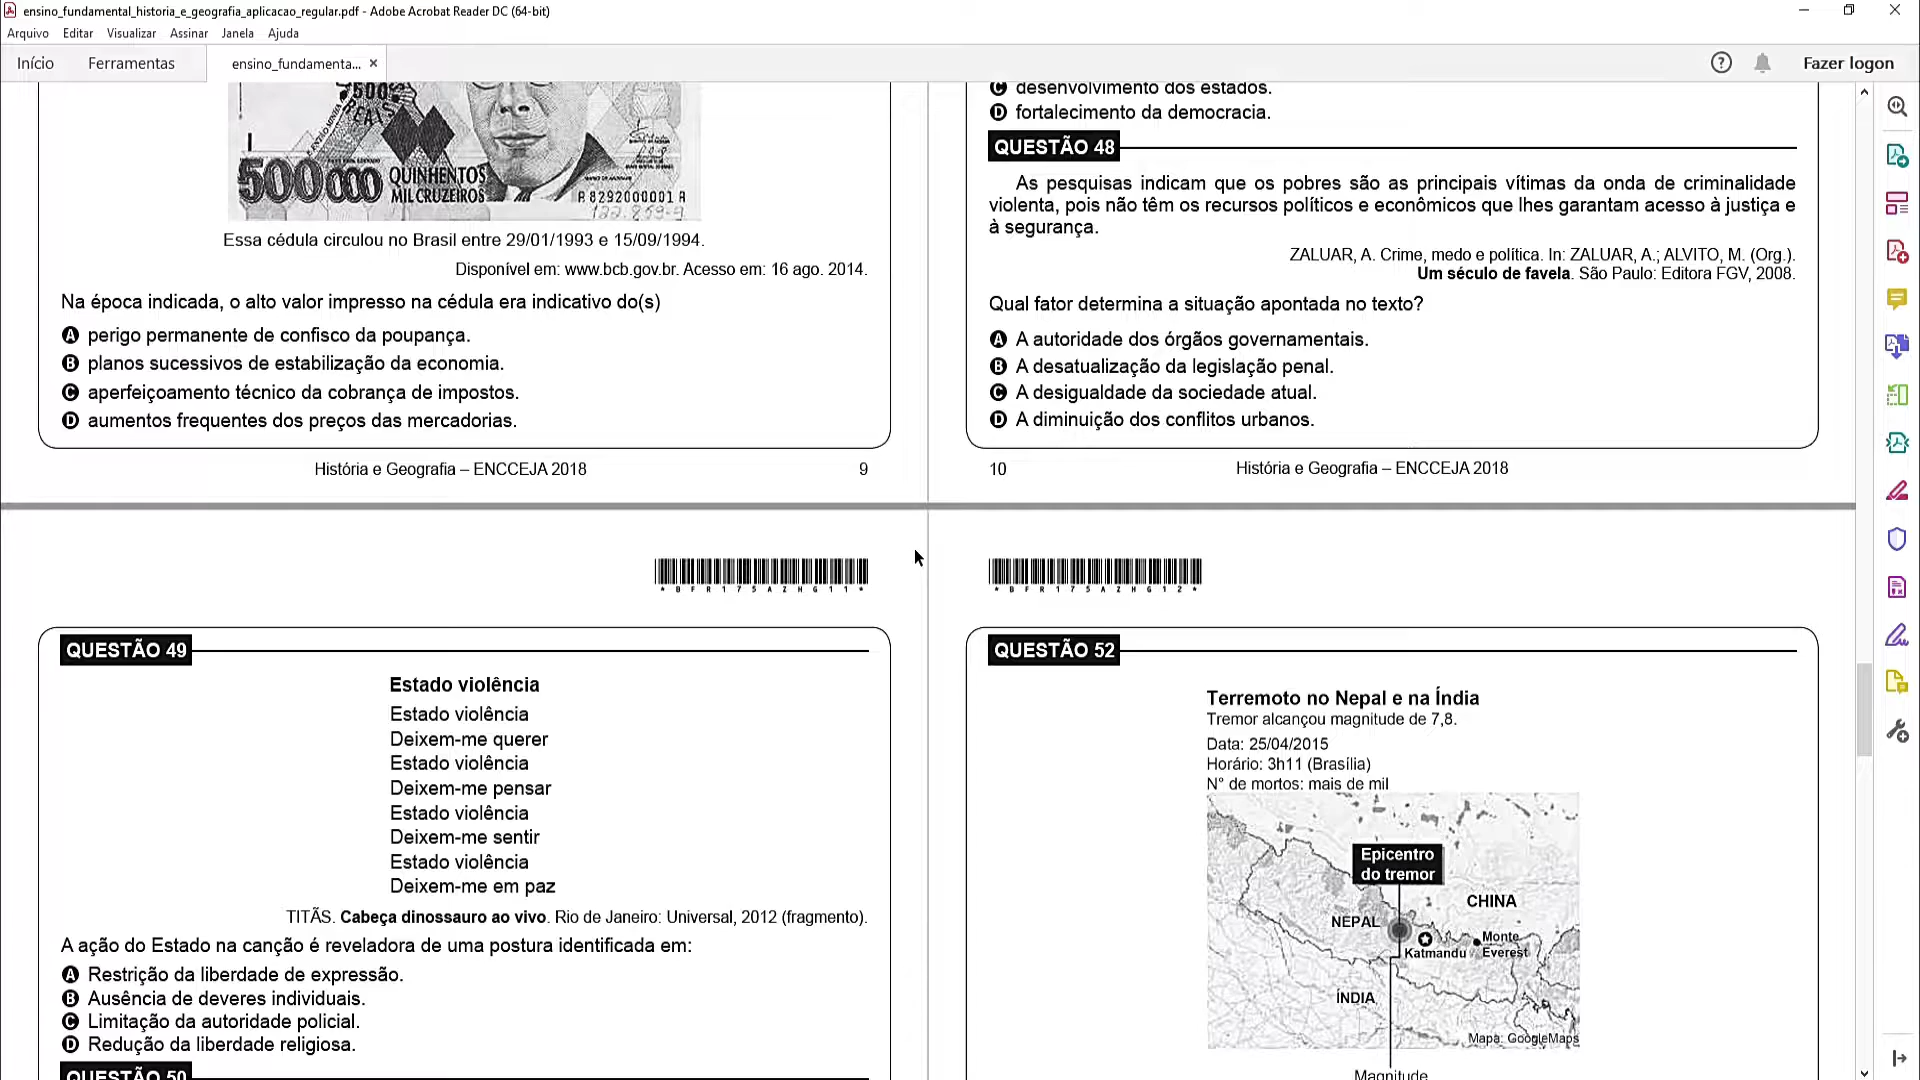 ensino_fundamental_historia_e_geografia_aplicacao_regular.pdf - Adobe Acrobat Reader DC (64-bit)
Arquivo Editar Visualizar Assinar Janela Ajuda
Início Ferramentas ensino_fundamenta... × Fazer logon
500
REAIS
500000 QUINHENTOS
MIL CRUZEIROS
A 8292000001 A
Essa cédula circulou no Brasil entre 29/01/1993 e 15/09/1994.
Disponível em: www.bcb.gov.br. Acesso em: 16 ago. 2014.
Na época indicada, o alto valor impresso na cédula era indicativo do(s)
A perigo permanente de confisco da poupança.
B planos sucessivos de estabilização da economia.
C aperfeiçoamento técnico da cobrança de impostos.
D aumentos frequentes dos preços das mercadorias.
História e Geografia – ENCCEJA 2018 9
C desenvolvimento dos estados.
D fortalecimento da democracia.
QUESTÃO 48
As pesquisas indicam que os pobres são as principais vítimas da onda de criminalidade
violenta, pois não têm os recursos políticos e econômicos que lhes garantam acesso à justiça e
à segurança.
ZALUAR, A. Crime, medo e política. In: ZALUAR, A.; ALVITO, M. (Org.).
Um século de favela. São Paulo: Editora FGV, 2008.
Qual fator determina a situação apontada no texto?
A A autoridade dos órgãos governamentais.
B A desatualização da legislação penal.
C A desigualdade da sociedade atual.
D A diminuição dos conflitos urbanos.
10 História e Geografia – ENCCEJA 2018
*BFR175AZHG11*
QUESTÃO 49
Estado violência
Estado violência
Deixem-me querer
Estado violência
Deixem-me pensar
Estado violência
Deixem-me sentir
Estado violência
Deixem-me em paz
TITÃS. Cabeça dinossauro ao vivo. Rio de Janeiro: Universal, 2012 (fragmento).
A ação do Estado na canção é reveladora de uma postura identificada em:
A Restrição da liberdade de expressão.
B Ausência de deveres individuais.
C Limitação da autoridade policial.
D Redução da liberdade religiosa.
QUESTÃO 50
*BFR175AZHG12*
QUESTÃO 52
Terremoto no Nepal e na Índia
Tremor alcançou magnitude de 7,8.
Data: 25/04/2015
Horário: 3h11 (Brasília)
N° de mortos: mais de mil
Epicentro
do tremor
CHINA
NEPAL
Monte
Katmandu Everest
ÍNDIA
Mapa: GoogleMaps
Magnitude